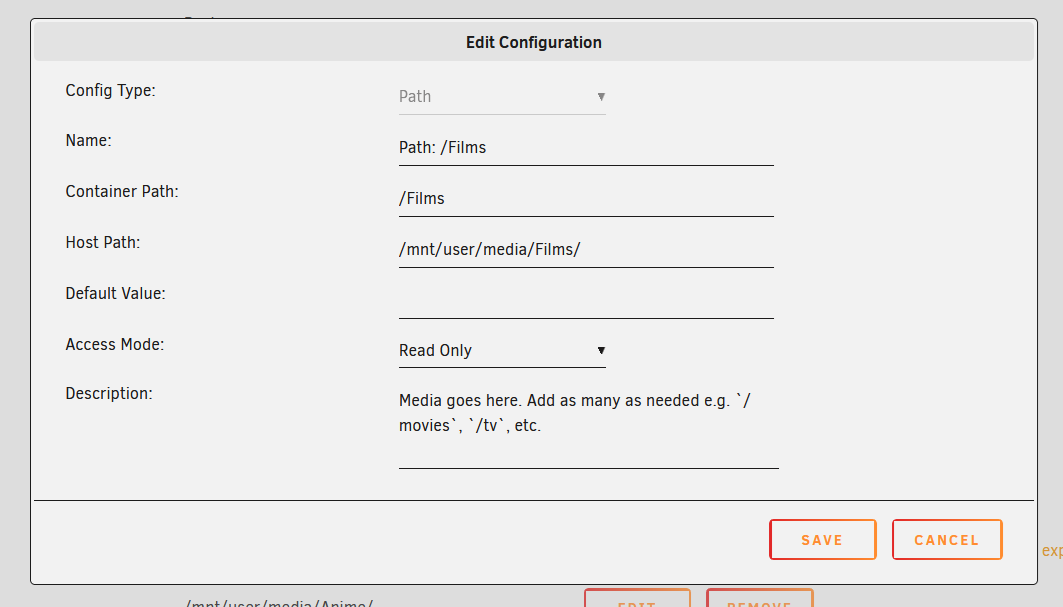 Edit Configuration
Config Type:
Path
Name:
Path: /Films
Container Path:
/Films
Host Path:
/mnt/user/media/Films/
Default Value:
Access Mode:
Read Only
Description:
Media goes here. Add as many as needed e.g. `/
movies`, `/tv`, etc.
SAVE
CANCEL
exp
/mnt/user/media/Anime/
EDIT
REMOVE